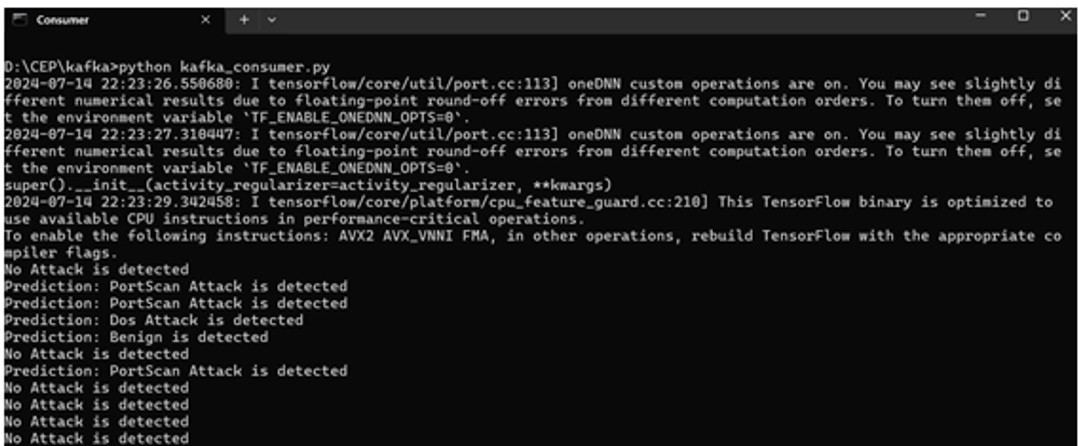 Consumer
D:\CEP\kafka>python kafka_consumer.py
2024-07-14 22:23:26.550680: I tensorflow/core/util/port.cc:113] oneDNN custom operations are on. You may see slightly di
fferent numerical results due to floating-point round-off errors from different computation orders. To turn them off, se
t the environment variable `TF_ENABLE_ONEDNN_OPTS=0`.
2024-07-14 22:23:27.310447: I tensorflow/core/util/port.cc:113] oneDNN custom operations are on. You may see slightly di
fferent numerical results due to floating-point round-off errors from different computation orders. To turn them off, se
t the environment variable `TF_ENABLE_ONEDNN_OPTS=0`.
super().__init__(activity_regularizer=activity_regularizer, **kwargs)
2024-07-14 22:23:29.342458: I tensorflow/core/platform/cpu_feature_guard.cc:210] This TensorFlow binary is optimized to
use available CPU instructions in performance-critical operations.
To enable the following instructions: AVX2 AVX_VNNI FMA, in other operations, rebuild TensorFlow with the appropriate co
mpiler flags.
No Attack is detected
Prediction: PortScan Attack is detected
Prediction: PortScan Attack is detected
Prediction: Dos Attack is detected
Prediction: Benign is detected
No Attack is detected
Prediction: PortScan Attack is detected
No Attack is detected
No Attack is detected
No Attack is detected
No Attack is detected